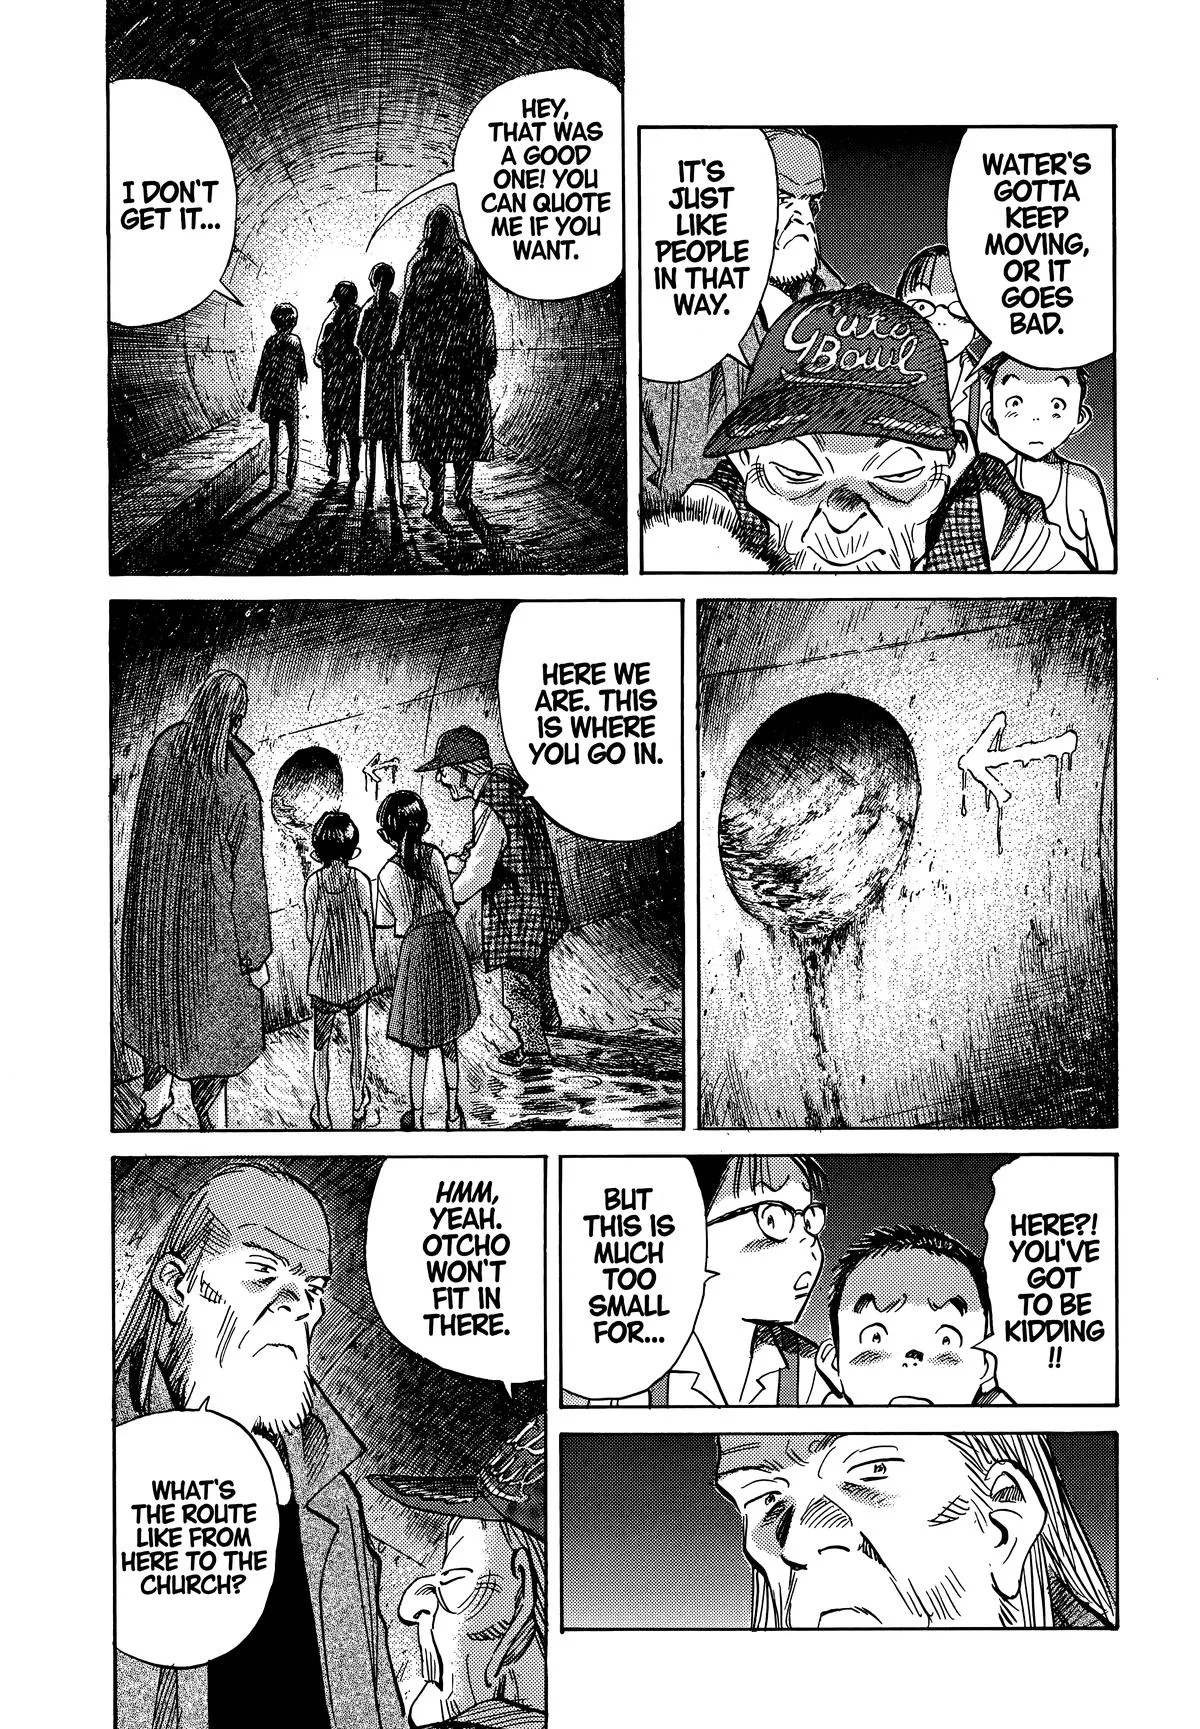 WATER'S
GOTTA
KEEP
MOVING,
OR IT
GOES
BAD.
IT'S
JUST
LIKE
PEOPLE
IN THAT
WAY.
Guts
Bowl
HEY,
THAT WAS
A GOOD
ONE! YOU
CAN QUOTE
ME IF YOU
WANT.
I DON'T
GET IT...
HERE WE
ARE. THIS
IS WHERE
YOU GO IN.
HERE?!
YOU'VE
GOT
TO BE
KIDDING
!!
BUT
THIS IS
MUCH
TOO
SMALL
FOR...
HMM,
YEAH.
OTCHO
WON'T
FIT IN
THERE.
WHAT'S
THE ROUTE
LIKE FROM
HERE TO THE
CHURCH?